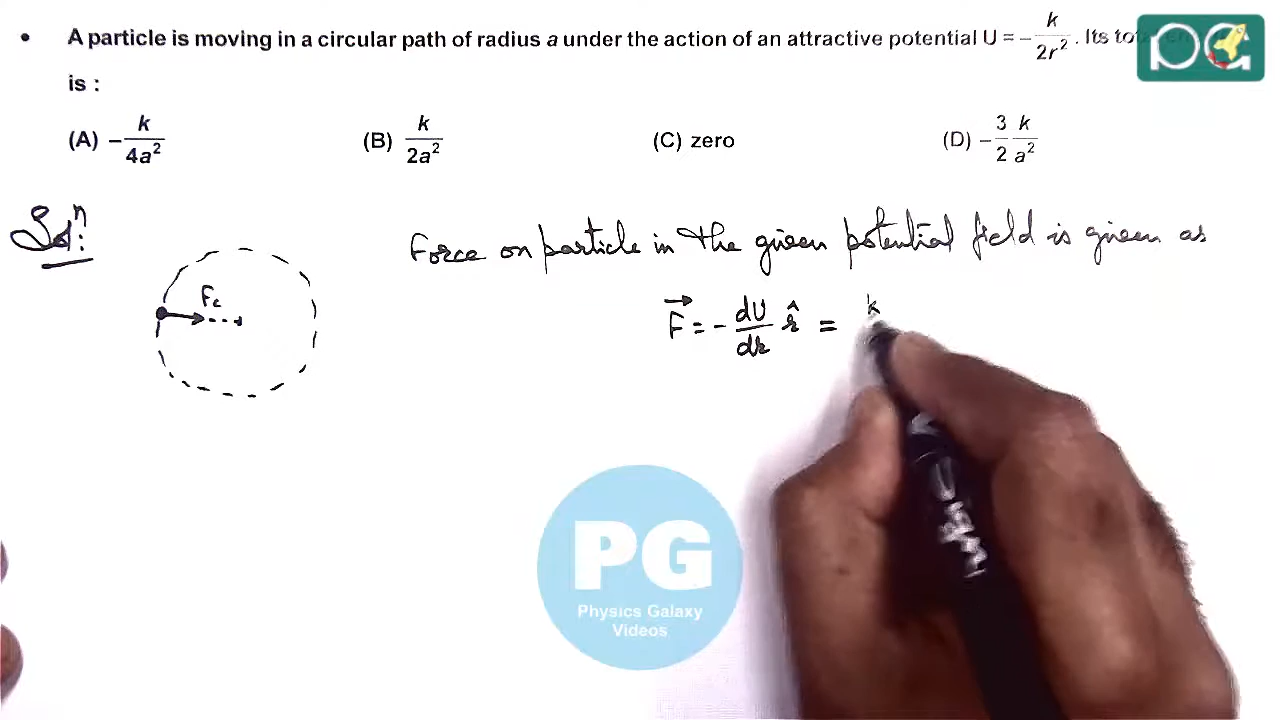 • A particle is moving in a circular path of radius a under the action of an attractive potential U = - k/2r². Its
is :
(A) - k/4a² (B) k/2a² (C) zero (D) - 3/2 k/a²
Solⁿ:
Force on particle in the given potential field is given as
Fc
F⃗ = - dU/dr r̂ = k
PG
PG
Physics Galaxy
Videos